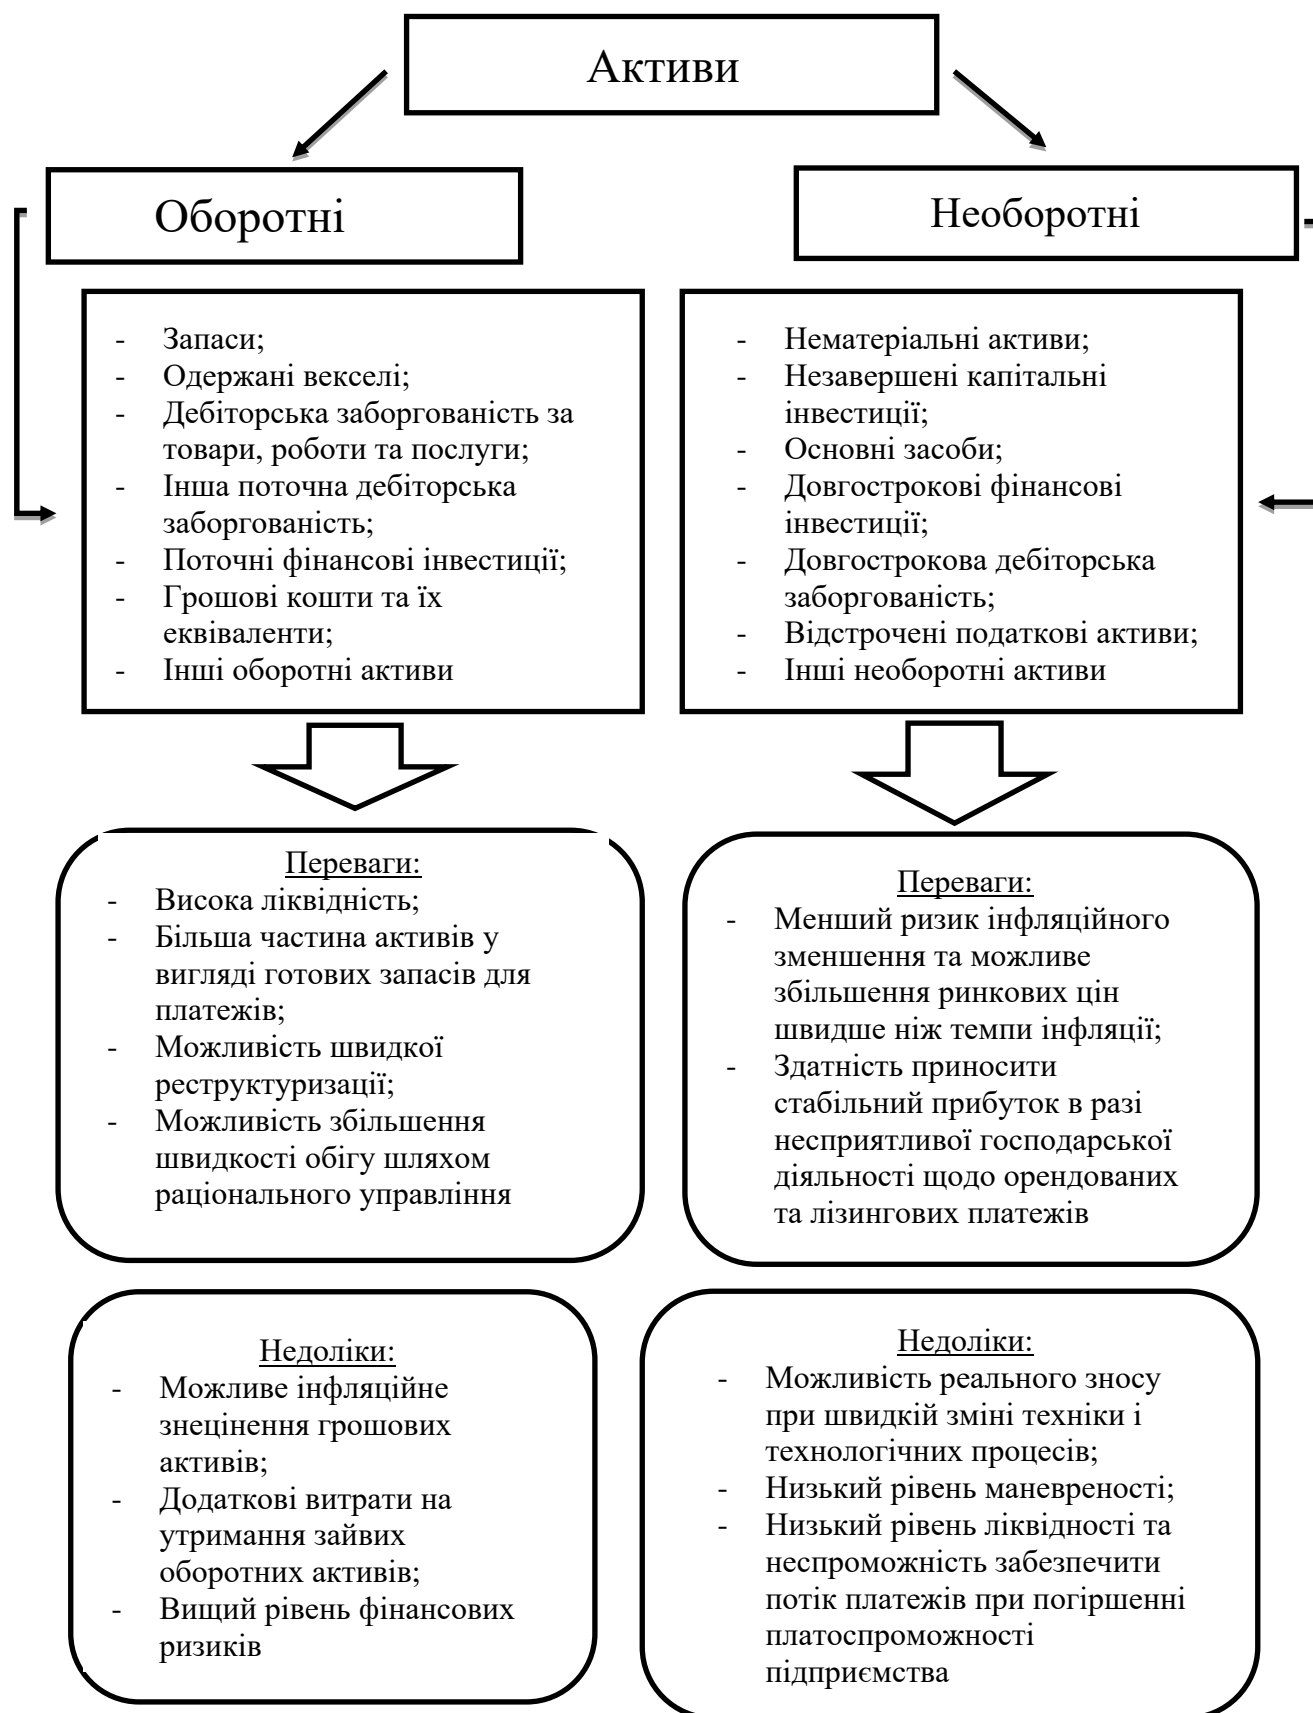 Активи
Оборотні
Необоротні
- Запаси;
- Одержані векселі;
- Дебіторська заборгованість за
товари, роботи та послуги;
- Інша поточна дебіторська
заборгованість;
- Поточні фінансові інвестиції;
- Грошові кошти та їх
еквіваленти;
- Інші оборотні активи
- Нематеріальні активи;
- Незавершені капітальні
інвестиції;
- Основні засоби;
- Довгострокові фінансові
інвестиції;
- Довгострокова дебіторська
заборгованість;
- Відстрочені податкові активи;
- Інші необоротні активи
Переваги:
- Висока ліквідність;
- Більша частина активів у
вигляді готових запасів для
платежів;
- Можливість швидкої
реструктуризації;
- Можливість збільшення
швидкості обігу шляхом
раціонального управління
Переваги:
- Менший ризик інфляційного
зменшення та можливе
збільшення ринкових цін
швидше ніж темпи інфляції;
- Здатність приносити
стабільний прибуток в разі
несприятливої господарської
діяльності щодо орендованих
та лізингових платежів
Недоліки:
- Можливе інфляційне
знецінення грошових
активів;
- Додаткові витрати на
утримання зайвих
оборотних активів;
- Вищий рівень фінансових
ризиків
Недоліки:
- Можливість реального зносу
при швидкій зміні техніки і
технологічних процесів;
- Низький рівень маневреності;
- Низький рівень ліквідності та
неспроможність забезпечити
потік платежів при погіршенні
платоспроможності
підприємства